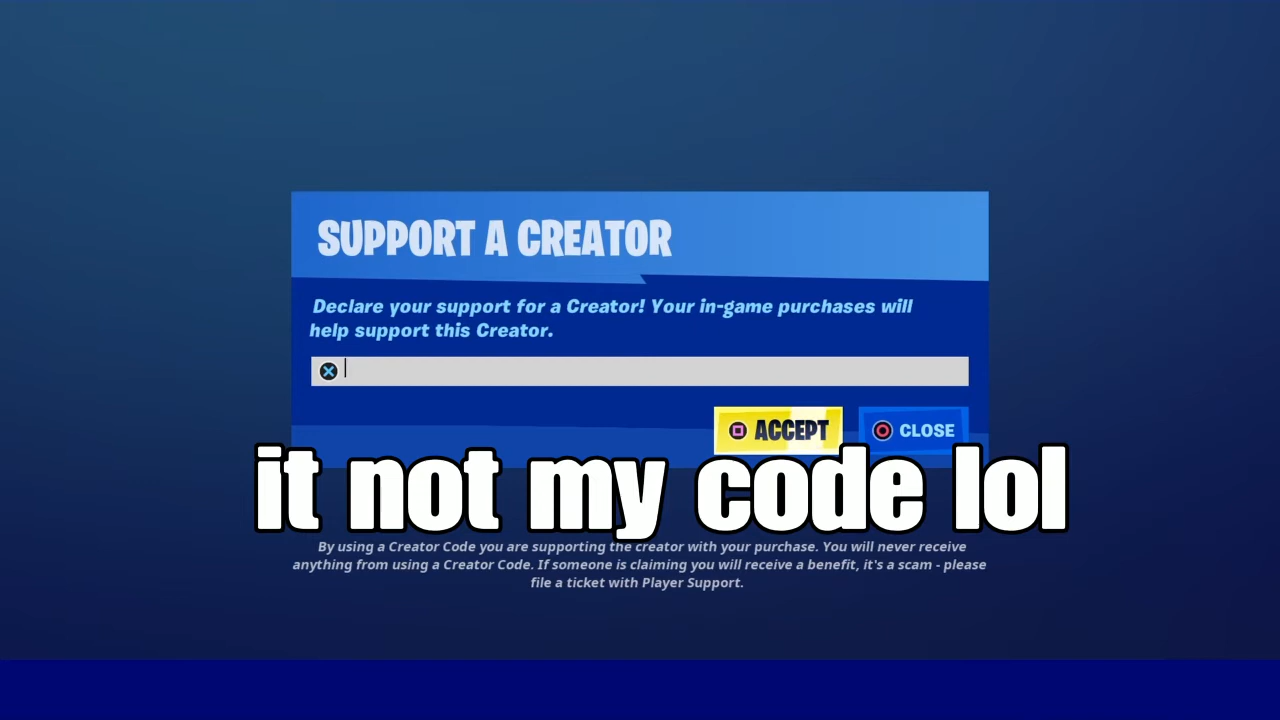 SUPPORT A CREATOR
Declare your support for a Creator! Your in-game purchases will
help support this Creator.
ACCEPT
CLOSE
it not my code lol
By using a Creator Code you are supporting the creator with your purchase. You will never receive
anything from using a Creator Code. If someone is claiming you will receive a benefit, it's a scam - please
file a ticket with Player Support.